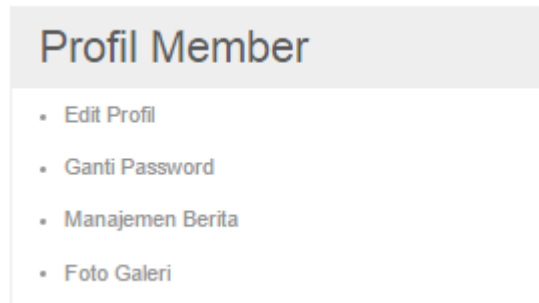 Profil Member
• Edit Profil
• Ganti Password
• Manajemen Berita
• Foto Galeri